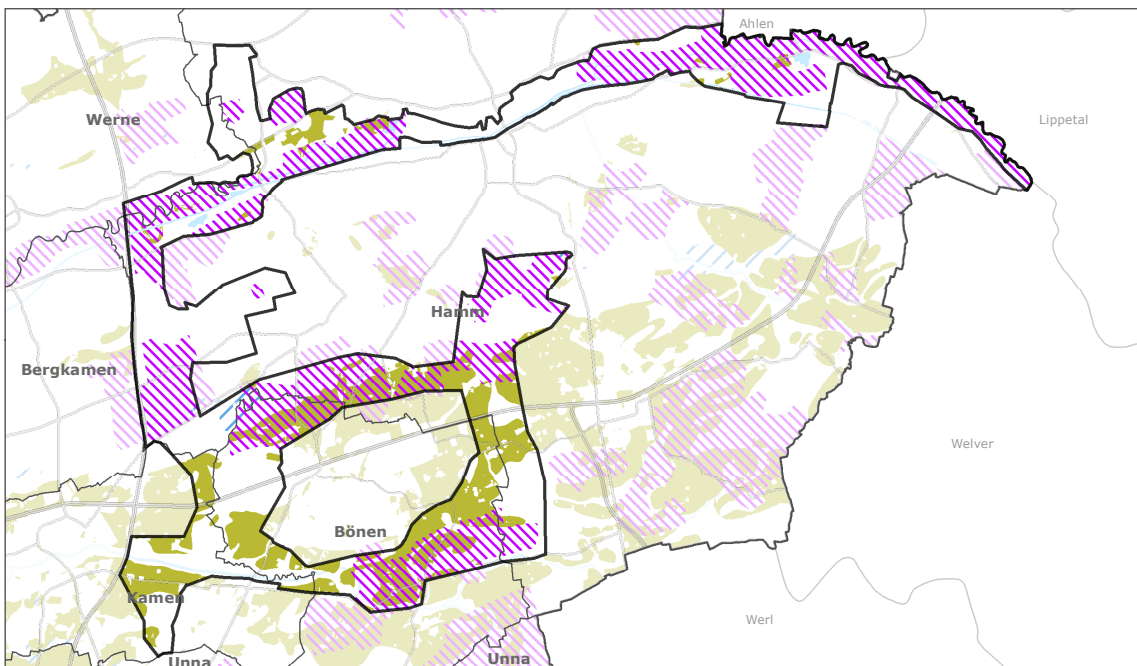 Ahlen
Werne
Lippetal
Hamm
Bergkamen
Welver
Bönen
Kamen
Werl
Unna
Unna